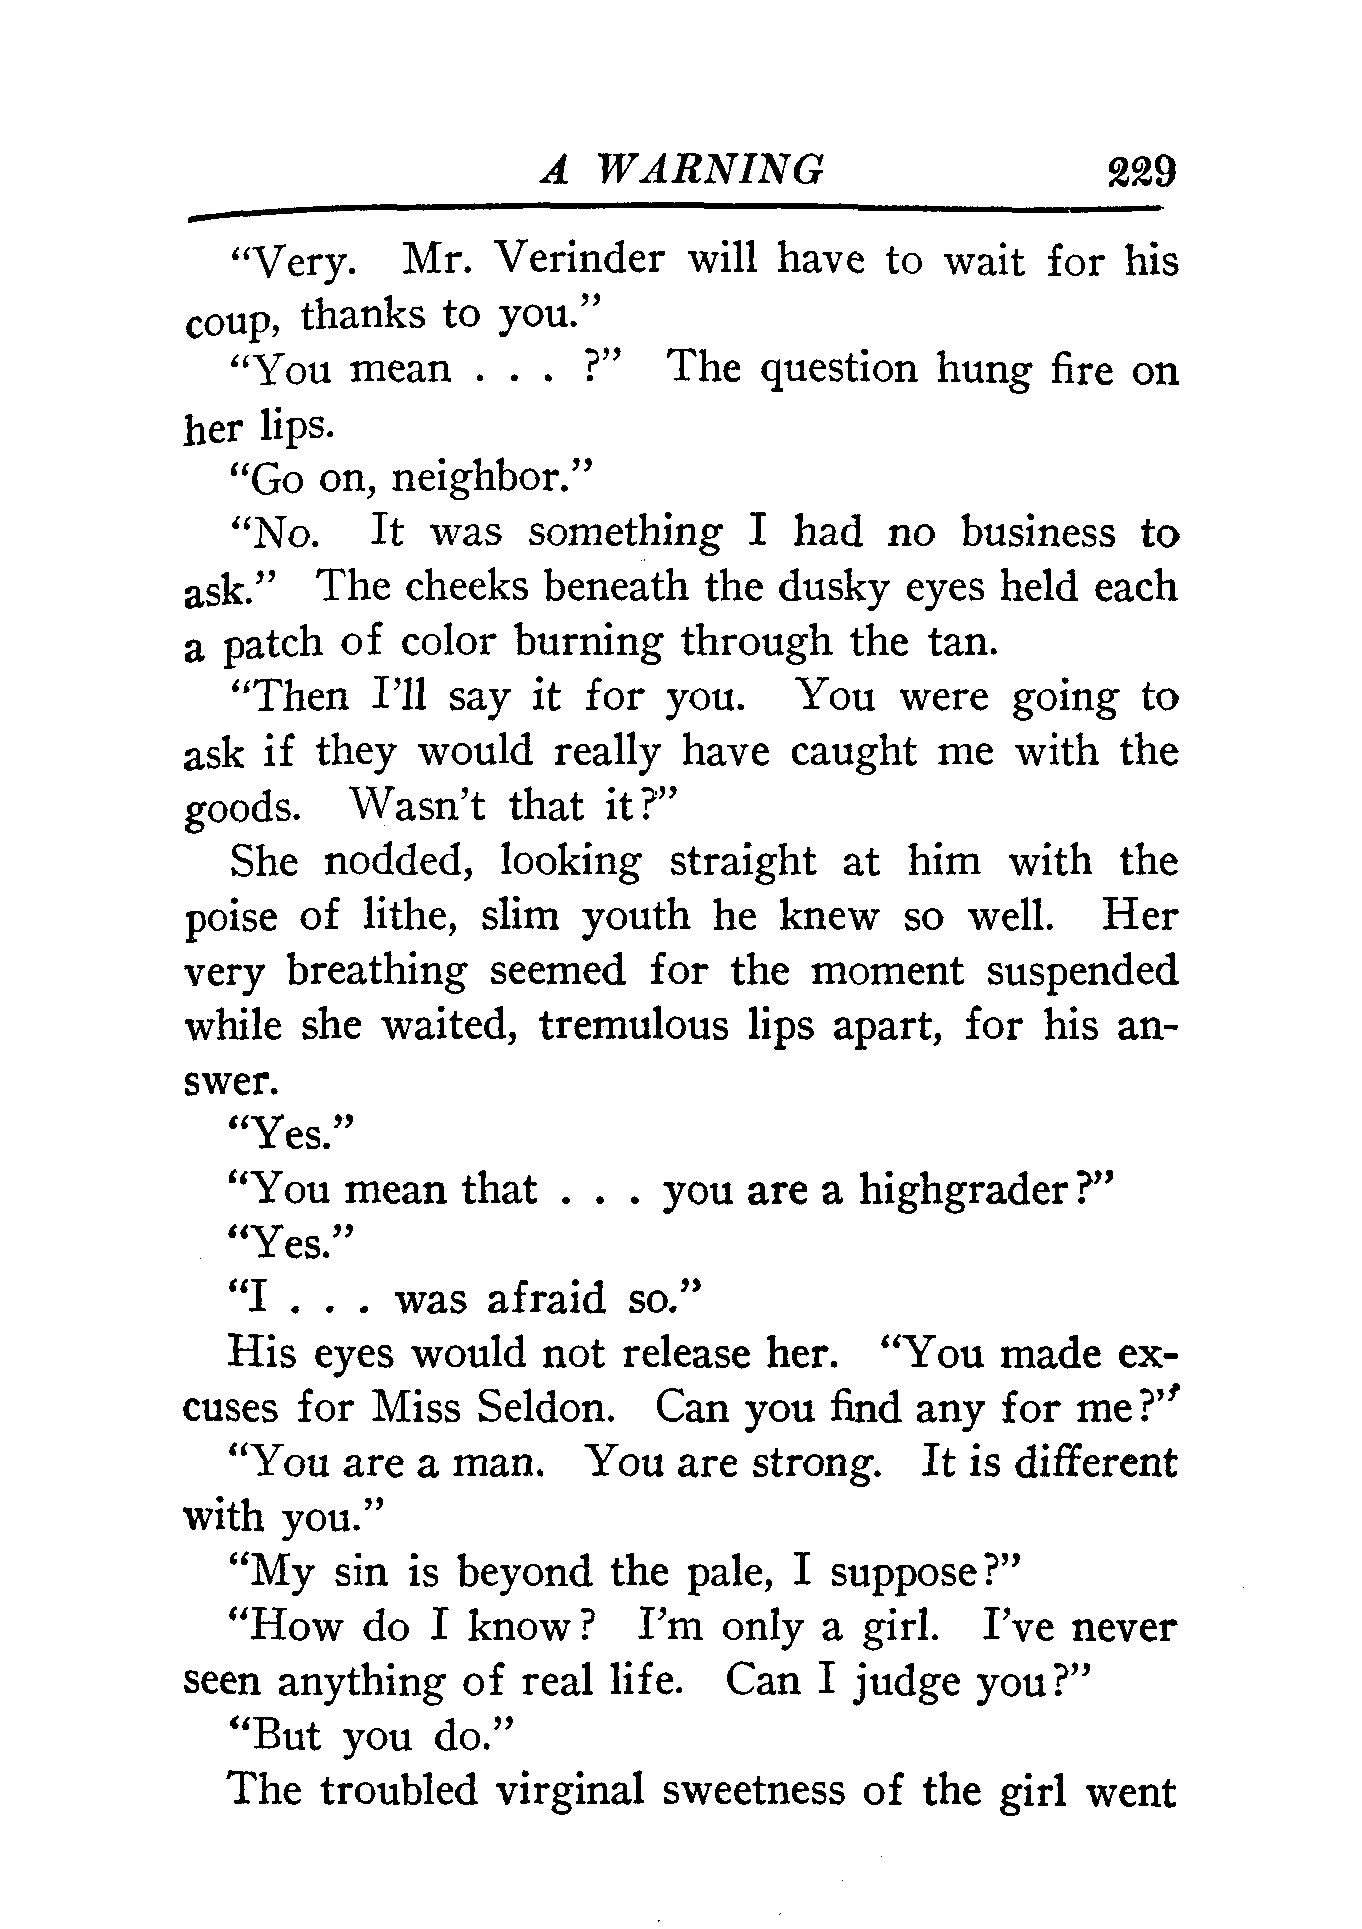 A WARNING 229
“Very. Mr. Verinder will have to wait for his
coup, thanks to you.”
“You mean . . . ?” The question hung fire on
her lips.
“Go on, neighbor.”
“No. It was something I had no business to
ask.” The cheeks beneath the dusky eyes held each
a patch of color burning through the tan.
“Then I’ll say it for you. You were going to
ask if they would really have caught me with the
goods. Wasn’t that it?”
She nodded, looking straight at him with the
poise of lithe, slim youth he knew so well. Her
very breathing seemed for the moment suspended
while she waited, tremulous lips apart, for his an-
swer.
“Yes.”
“You mean that . . . you are a highgrader?”
“Yes.”
“I . . . was afraid so.”
His eyes would not release her. “You made ex-
cuses for Miss Seldon. Can you find any for me?”
“You are a man. You are strong. It is different
with you.”
“My sin is beyond the pale, I suppose?”
“How do I know? I’m only a girl. I’ve never
seen anything of real life. Can I judge you?”
“But you do.”
The troubled virginal sweetness of the girl went